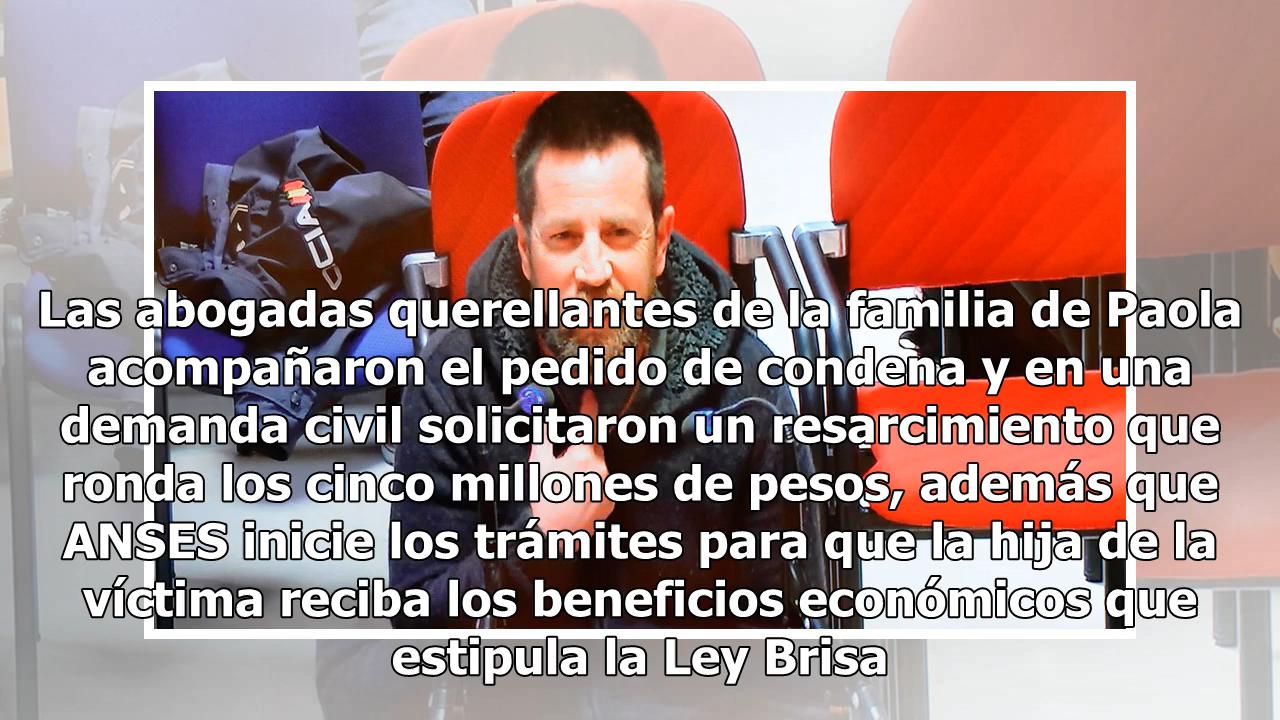 CCIA
Las abogadas querellantes de la familia de Paola
acompañaron el pedido de condena y en una
demanda civil solicitaron un resarcimiento que
ronda los cinco millones de pesos, además que
ANSES inicie los trámites para que la hija de la
víctima reciba los beneficios económicos que
estipula la Ley Brisa